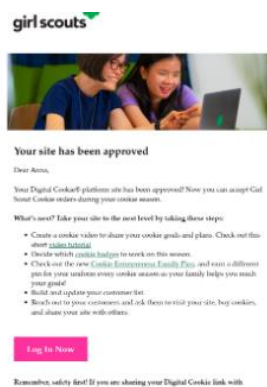 girl scouts
Your site has been approved
Dear Anna,
Your Digital Cookie® platform site has been approved! Now you can accept Girl
Scout Cookie orders during your cookie season.
What's next? Take your site to the next level by taking these steps:
• Create a cookie video to share your cookie goals and plans. Check out this
short video tutorial
• Decide which cookie badges to work on this season.
• Check out the new Cookie Entrepreneur Family Pins, and earn a different
pin for your uniform every cookie season as your family helps you reach
your goals!
• Build and update your customer list.
• Reach out to your customers and ask them to visit your site, buy cookies,
and share your site with others.
Log In Now
Remember, safety first! If you are sharing your Digital Cookie link with